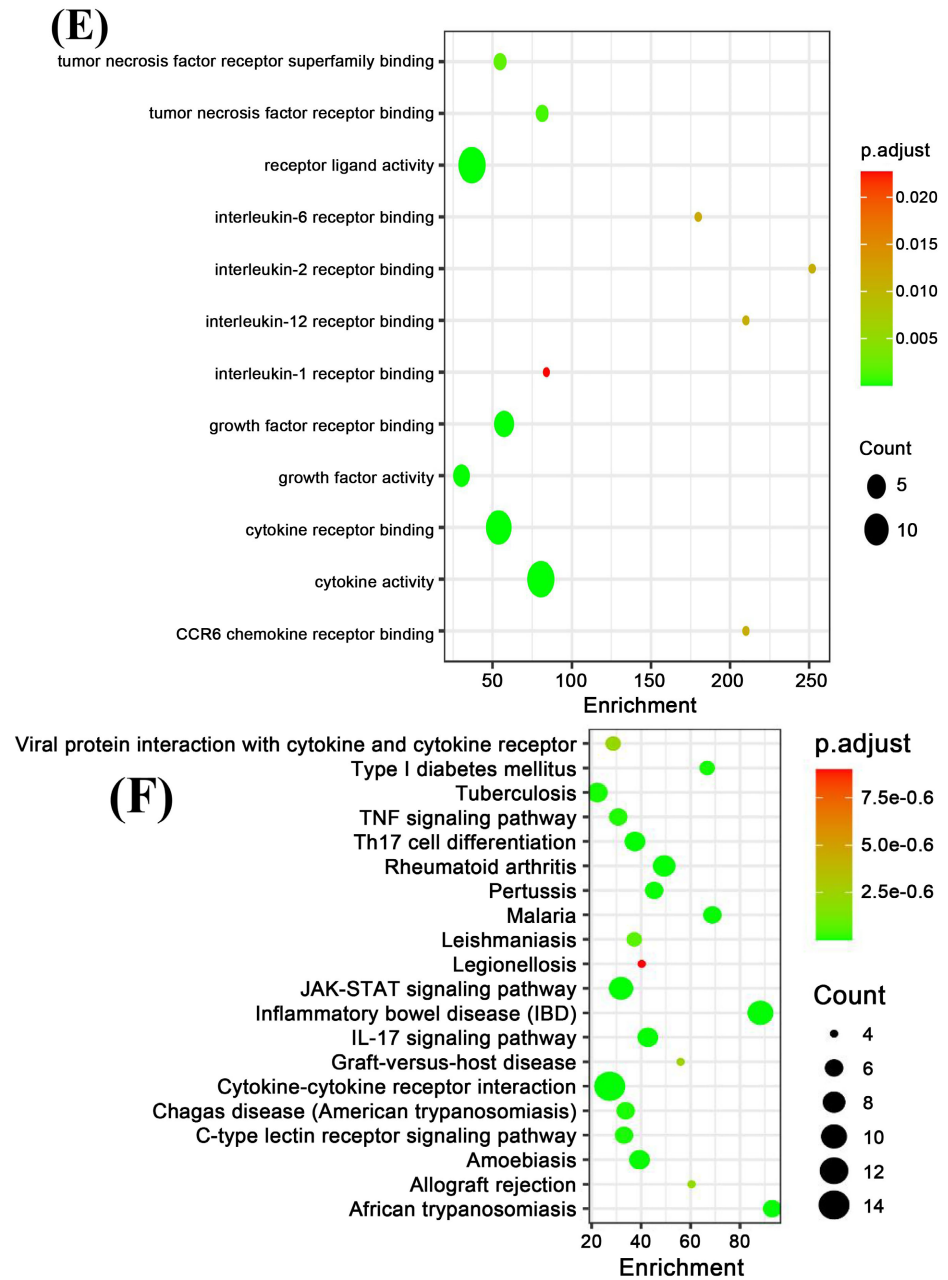 (E)
tumor necrosis factor receptor superfamily binding
tumor necrosis factor receptor binding
receptor ligand activity
interleukin-6 receptor binding
interleukin-2 receptor binding
interleukin-12 receptor binding
interleukin-1 receptor binding
growth factor receptor binding
growth factor activity
cytokine receptor binding
cytokine activity
CCR6 chemokine receptor binding
50 100 150 200 250
Enrichment
p.adjust
0.020
0.015
0.010
0.005
Count
5
10
(F)
Viral protein interaction with cytokine and cytokine receptor
Type I diabetes mellitus
Tuberculosis
TNF signaling pathway
Th17 cell differentiation
Rheumatoid arthritis
Pertussis
Malaria
Leishmaniasis
Legionellosis
JAK-STAT signaling pathway
Inflammatory bowel disease (IBD)
IL-17 signaling pathway
Graft-versus-host disease
Cytokine-cytokine receptor interaction
Chagas disease (American trypanosomiasis)
C-type lectin receptor signaling pathway
Amoebiasis
Allograft rejection
African trypanosomiasis
20 40 60 80
Enrichment
p.adjust
7.5e-0.6
5.0e-0.6
2.5e-0.6
Count
4
6
8
10
12
14